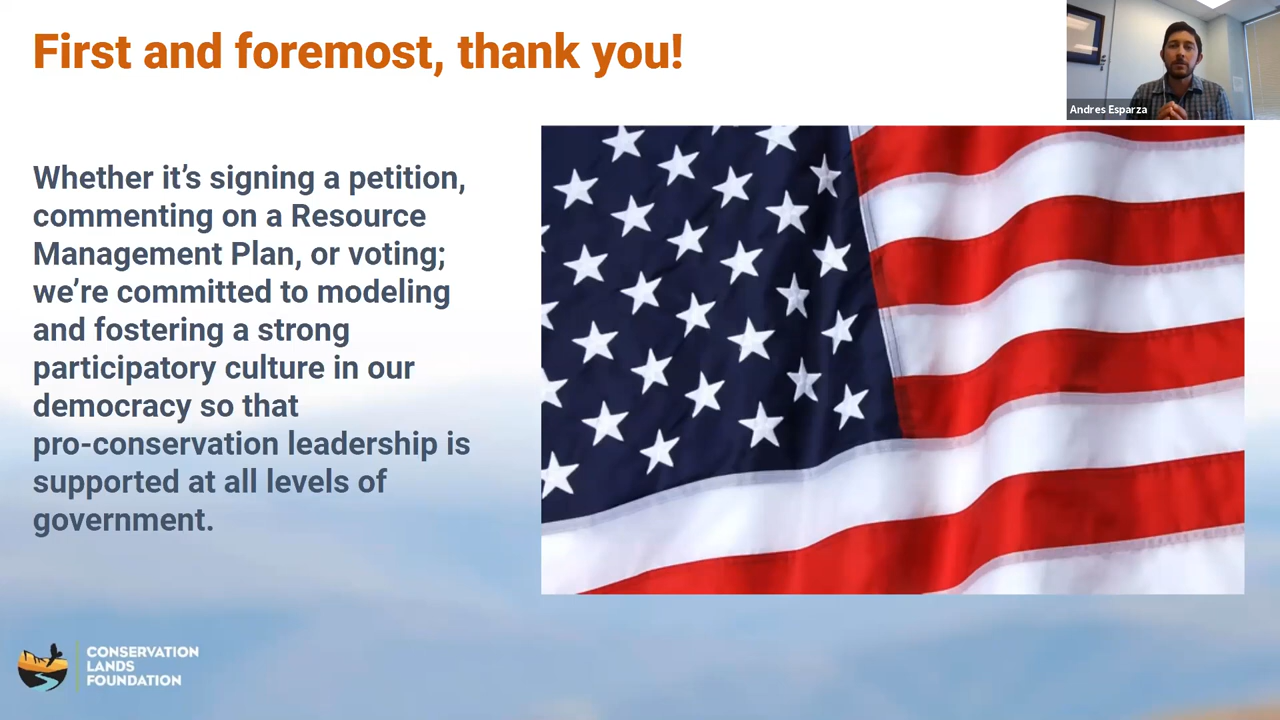 First and foremost, thank you!
Andres Esparza
Whether it’s signing a petition,
commenting on a Resource
Management Plan, or voting;
we’re committed to modeling
and fostering a strong
participatory culture in our
democracy so that
pro-conservation leadership is
supported at all levels of
government.
CONSERVATION
LANDS
FOUNDATION